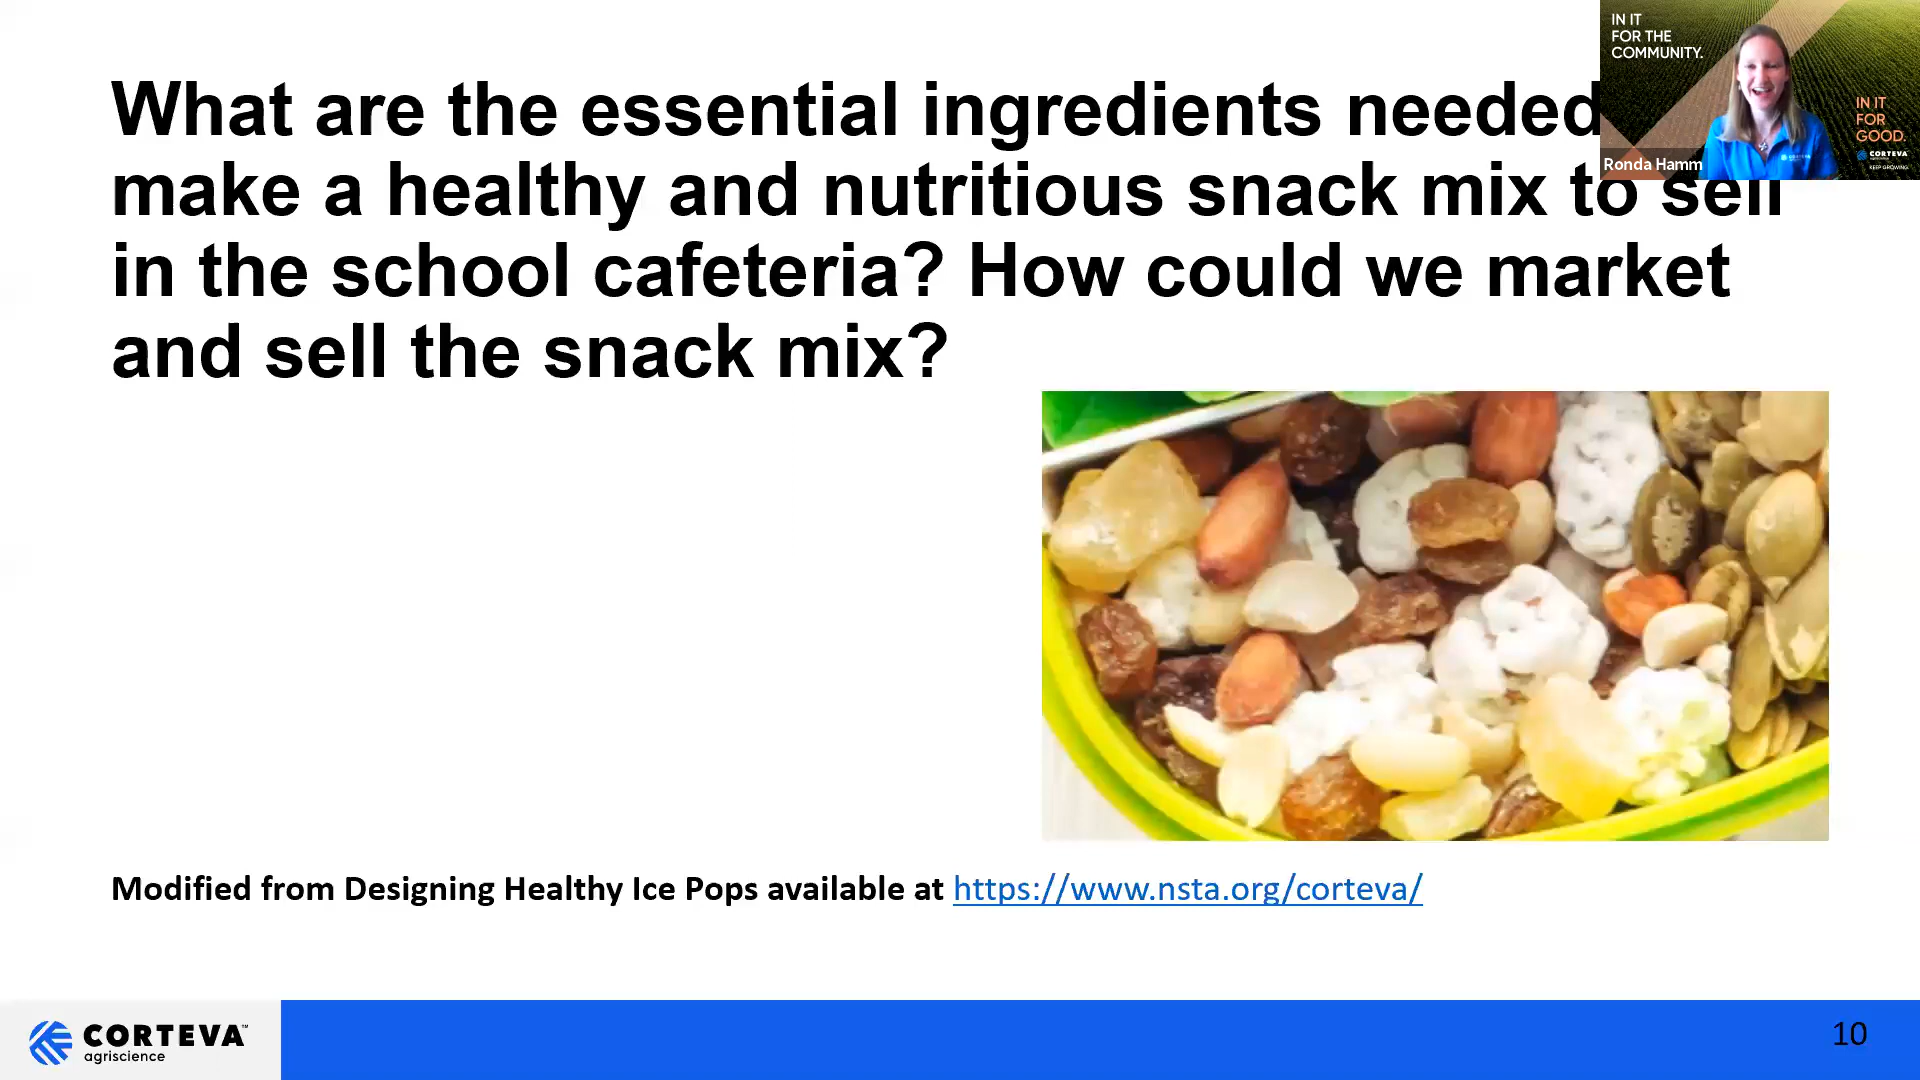 What are the essential ingredients needed
make a healthy and nutritious snack mix to sell
in the school cafeteria? How could we market
and sell the snack mix?
IN IT
FOR THE
COMMUNITY.
IN IT
FOR
GOOD.
CORTEVA
agriscience
KEEP GROWING.
Ronda Hamm
Modified from Designing Healthy Ice Pops available at https://www.nsta.org/corteva/
CORTEVA™
agriscience
10